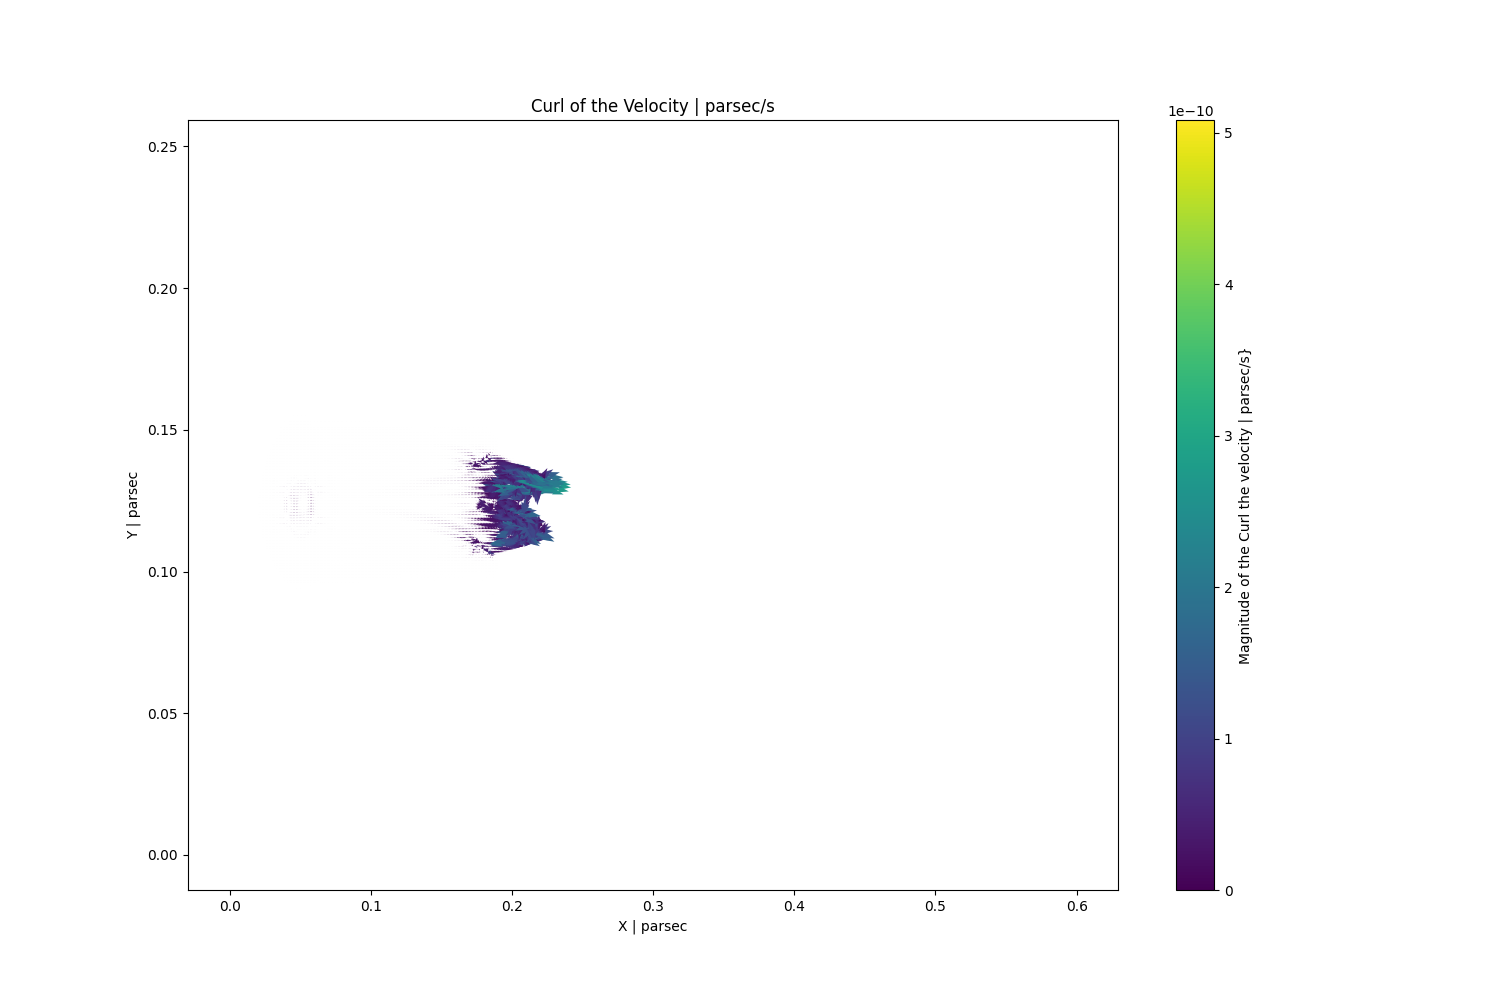 Curl of the Velocity | parsec/s
1e−10
0.25
0.20
0.15
0.10
0.05
0.00
Y | parsec
0.0 0.1 0.2 0.3 0.4 0.5 0.6
X | parsec
5
4
3
2
1
0
Magnitude of the Curl the velocity | parsec/s}